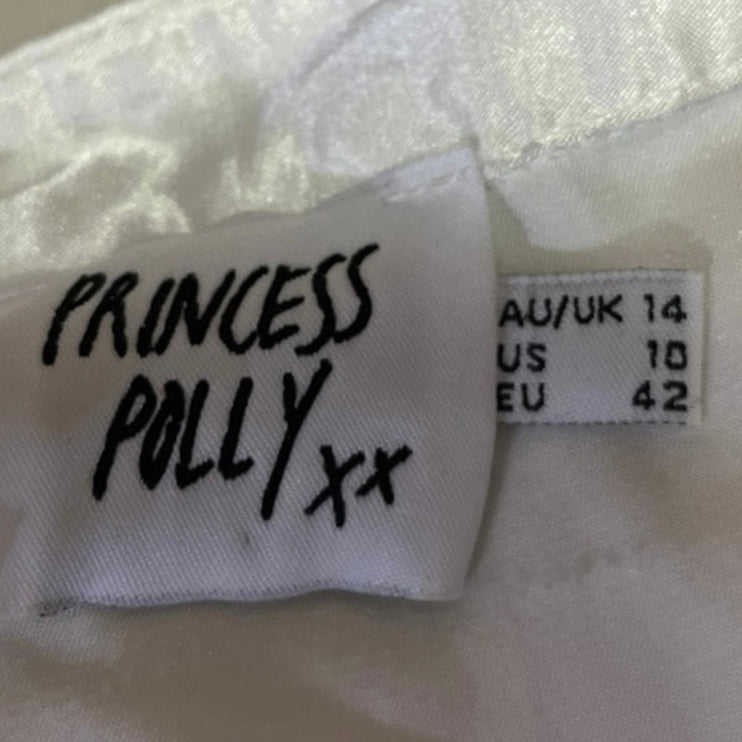 PRINCESS
POLLY xx
AU/UK 14
US 10
EU 42